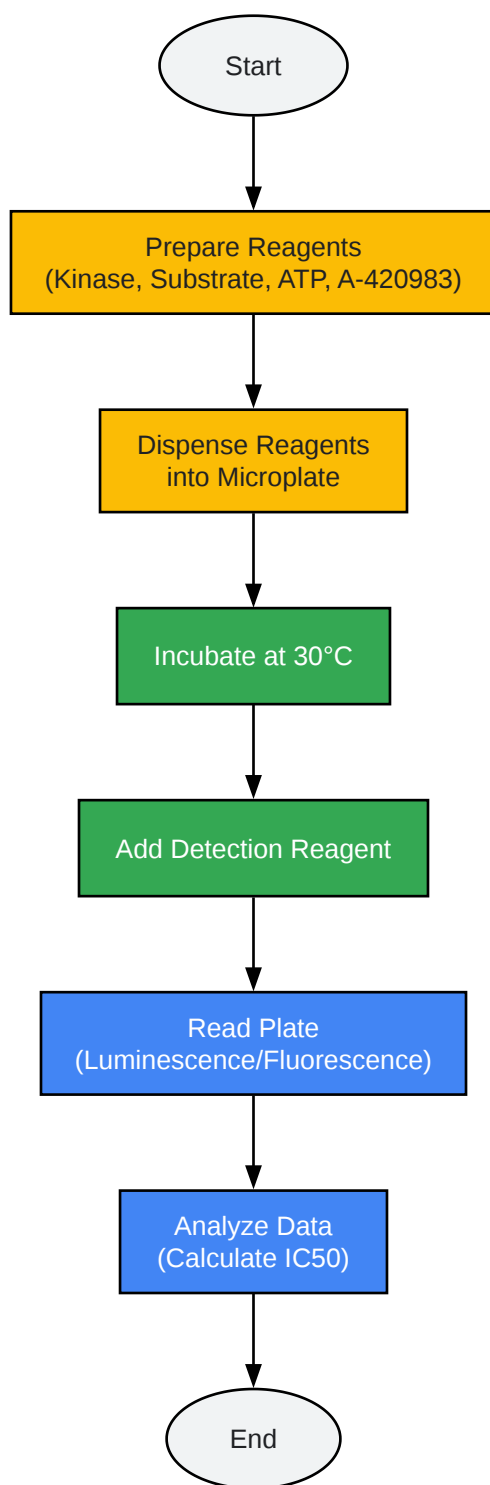 Start
Prepare Reagents
(Kinase, Substrate, ATP, A-420983)
Dispense Reagents
into Microplate
Incubate at 30°C
Add Detection Reagent
Read Plate
(Luminescence/Fluorescence)
Analyze Data
(Calculate IC50)
End